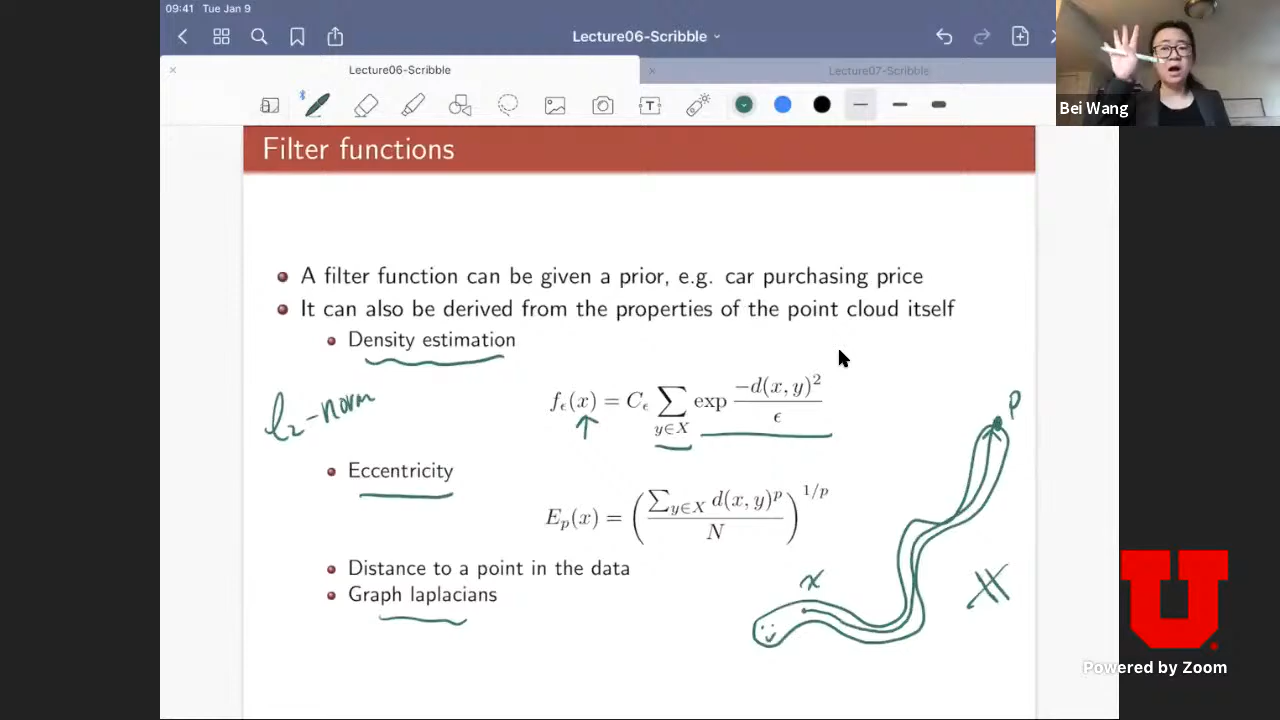 09:41 Tue Jan 9
Lecture06-Scribble
Lecture06-Scribble
Lecture07-Scribble
T
Bei Wang
Filter functions
A filter function can be given a prior, e.g. car purchasing price
It can also be derived from the properties of the point cloud itself
Density estimation
f_ϵ(x) = C_ϵ ∑_{y∈X} exp −d(x, y)^2 / ϵ
ℓ2-norm
p
Eccentricity
E_p(x) = (∑_{y∈X} d(x, y)^p / N)^{1/p}
Distance to a point in the data
x
Graph laplacians
X
U
Powered by Zoom